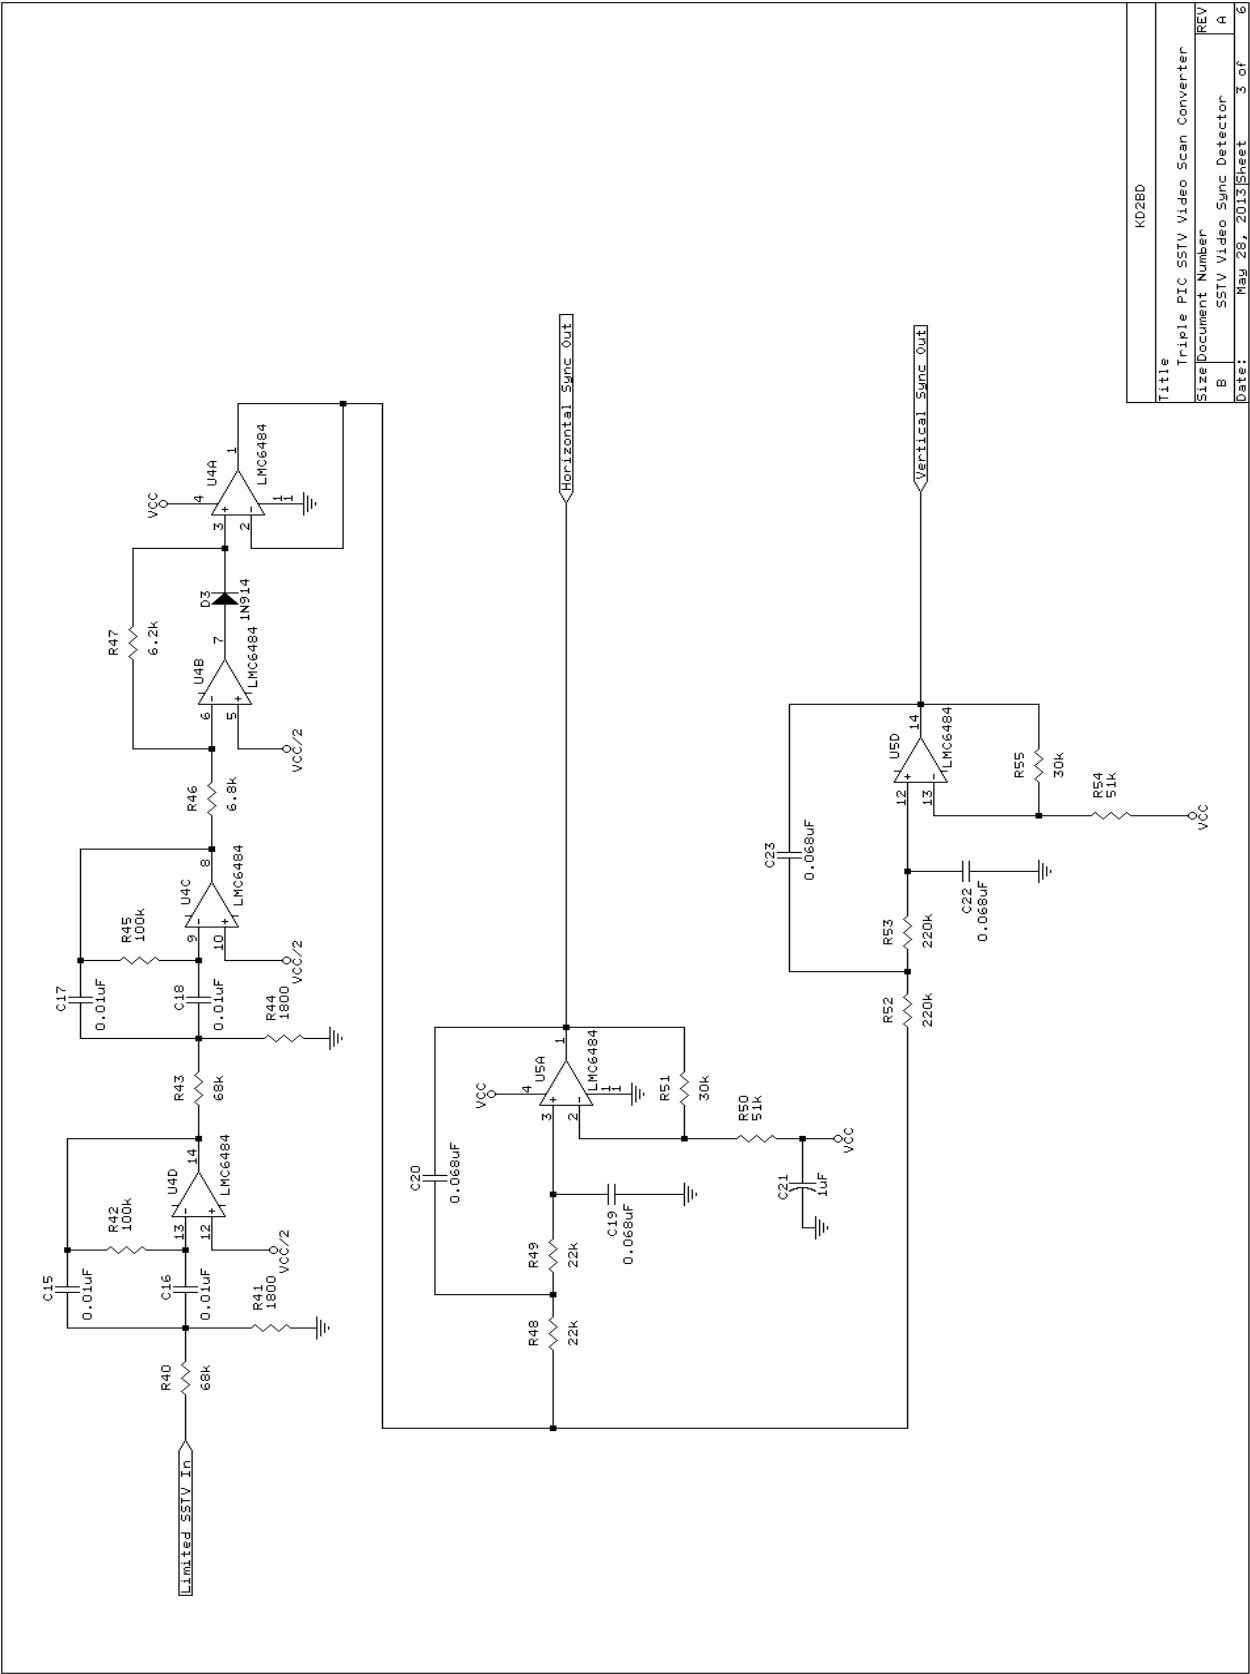 Limited SSTV In
R40
68k
C15
0.01uF
C16
0.01uF
R41
1800
R42
100k
13
12
14
U4D
LMC6484
VCC/2
R43
68k
C17
0.01uF
C18
0.01uF
R44
1800
R45
100k
9
10
8
U4C
LMC6484
VCC/2
R46
6.8k
6
5
7
U4B
LMC6484
VCC/2
R47
6.2k
D3
1N914
VCC
4
3
2
1
11
U4A
LMC6484
R48
22k
R49
22k
C20
0.068uF
C19
0.068uF
VCC
4
3
2
1
11
U5A
LMC6484
R51
30k
R50
51k
C21
1uF
VCC
Horizontal Sync Out
R52
220k
R53
220k
C23
0.068uF
C22
0.068uF
12
13
14
U5D
LMC6484
R55
30k
R54
51k
VCC
Vertical Sync Out
KD2BD
Title
Triple PIC SSTV Video Scan Converter
Size Document Number REV
B SSTV Video Sync Detector A
Date: May 28, 2013 Sheet 3 of 6